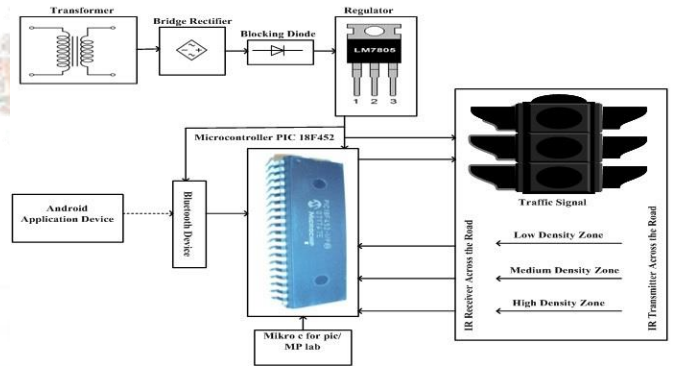 Transformer
Bridge Rectifier
Blocking Diode
Regulator
LM7805
1 2 3
Microcontroller PIC 18F452
Android
Application Device
Bluetooth Device
Traffic Signal
Low Density Zone
Medium Density Zone
High Density Zone
IR Receiver Across the Road
IR Transmitter Across the Road
Mikro c for pic/
MP lab